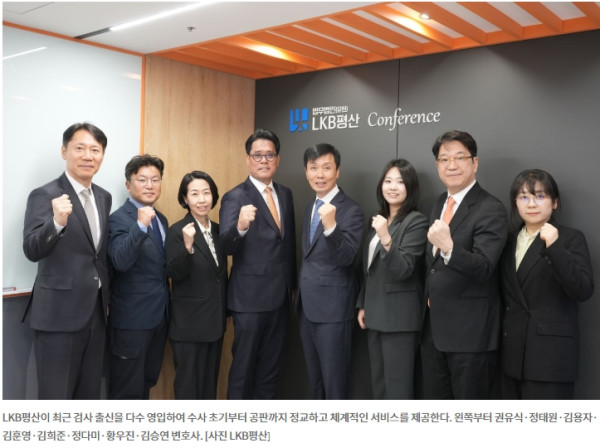 법무법인(유한)
LKB평산 Conference
LKB평산이 최근 검사 출신을 다수 영입하여 수사 초기부터 공판까지 정교하고 체계적인 서비스를 제공한다. 왼쪽부터 권유식·정태원·김용자·
김훈영·김희준·정다미·황우진·김승연 변호사. [사진 LKB평산]